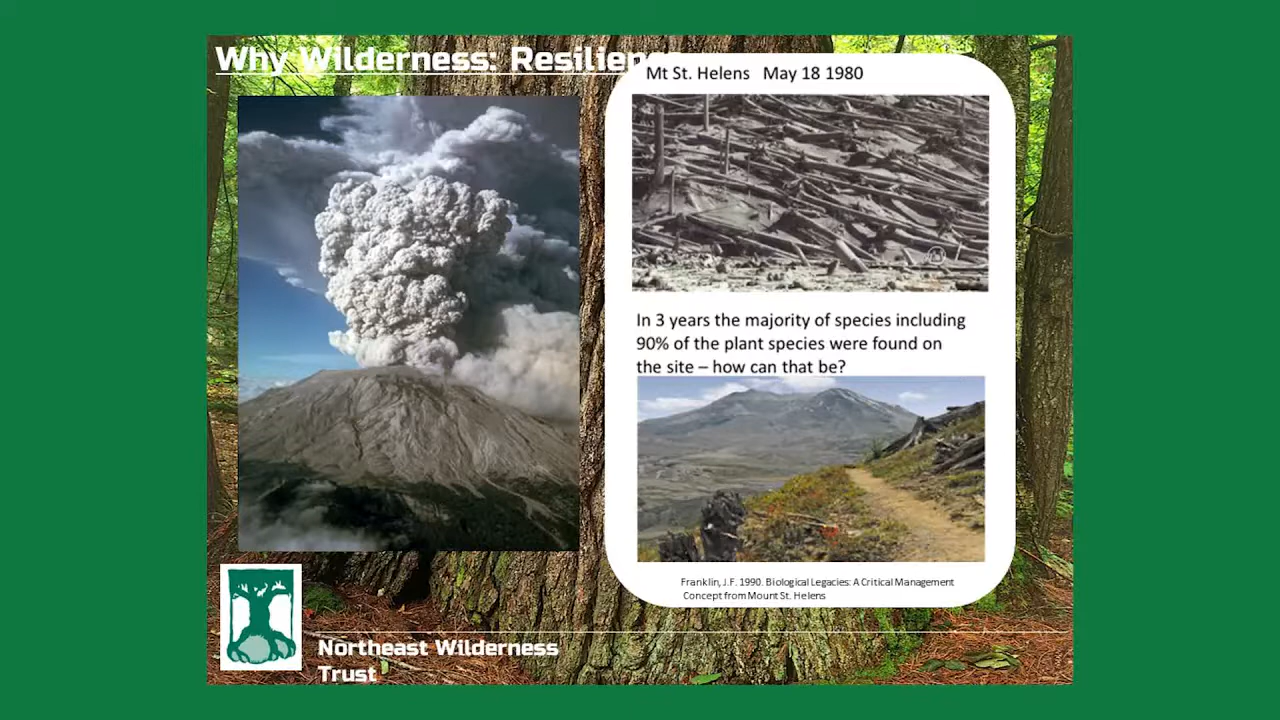 Why Wilderness: Resilien
Mt St. Helens May 18 1980
In 3 years the majority of species including
90% of the plant species were found on
the site – how can that be?
Franklin, J.F. 1990. Biological Legacies: A Critical Management
Concept from Mount St. Helens
Northeast Wilderness
Trust